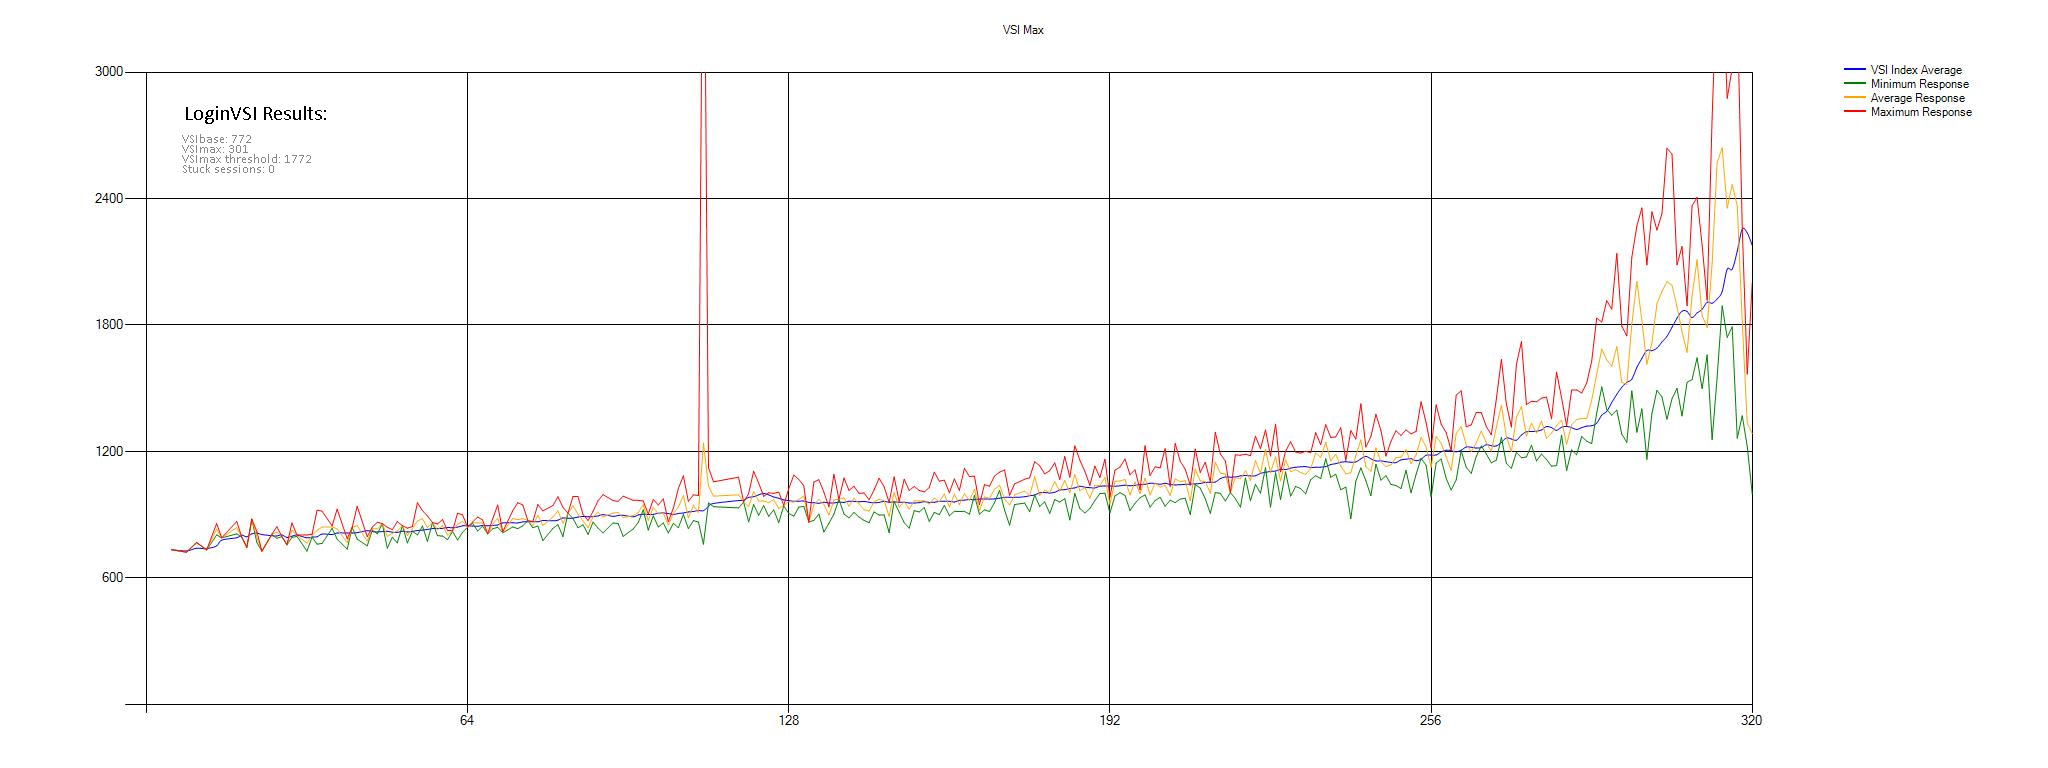 VSI Max
3000
2400
1800
1200
600
LoginVSI Results:
VSIbase: 772
VSImax: 301
VSImax threshold: 1772
Stuck sessions: 0
64
128
192
256
320
VSI Index Average
Minimum Response
Average Response
Maximum Response